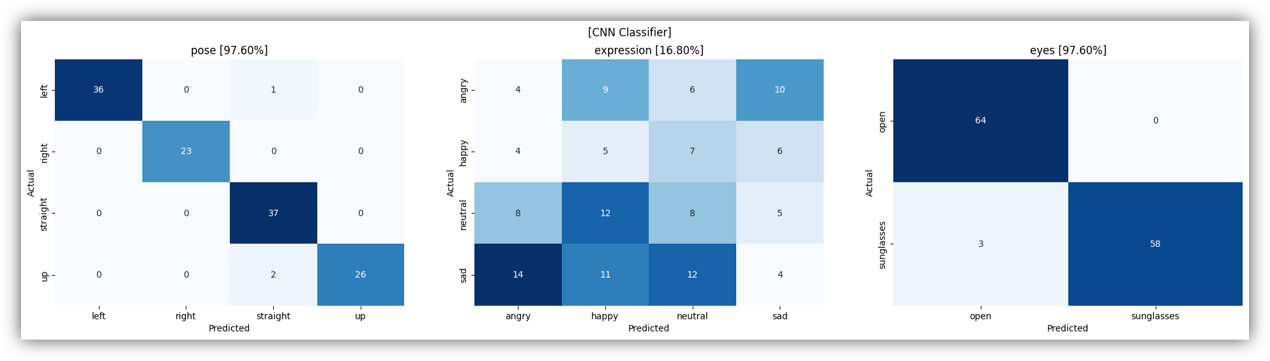 [CNN Classifier]
pose [97.60%]
expression [16.80%]
eyes [97.60%]
Actual
left
36
0
1
0
right
0
23
0
0
straight
0
0
37
0
up
0
0
2
26
left
right
straight
up
Predicted
Actual
angry
4
9
6
10
happy
4
5
7
6
neutral
8
12
8
5
sad
14
11
12
4
angry
happy
neutral
sad
Predicted
Actual
open
64
0
sunglasses
3
58
open
sunglasses
Predicted